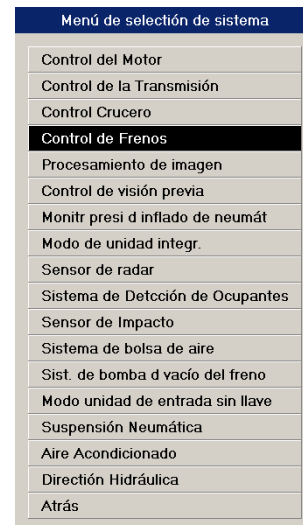 Menú de selectión de sistema
Control del Motor
Control de la Transmisión
Control Crucero
Control de Frenos
Procesamiento de imagen
Control de visión previa
Monitr presi d inflado de neumát
Modo de unidad integr.
Sensor de radar
Sistema de Detcción de Ocupantes
Sensor de Impacto
Sistema de bolsa de aire
Sist. de bomba d vacío del freno
Modo unidad de entrada sin llave
Suspensión Neumática
Aire Acondicionado
Directión Hidráulica
Atrás